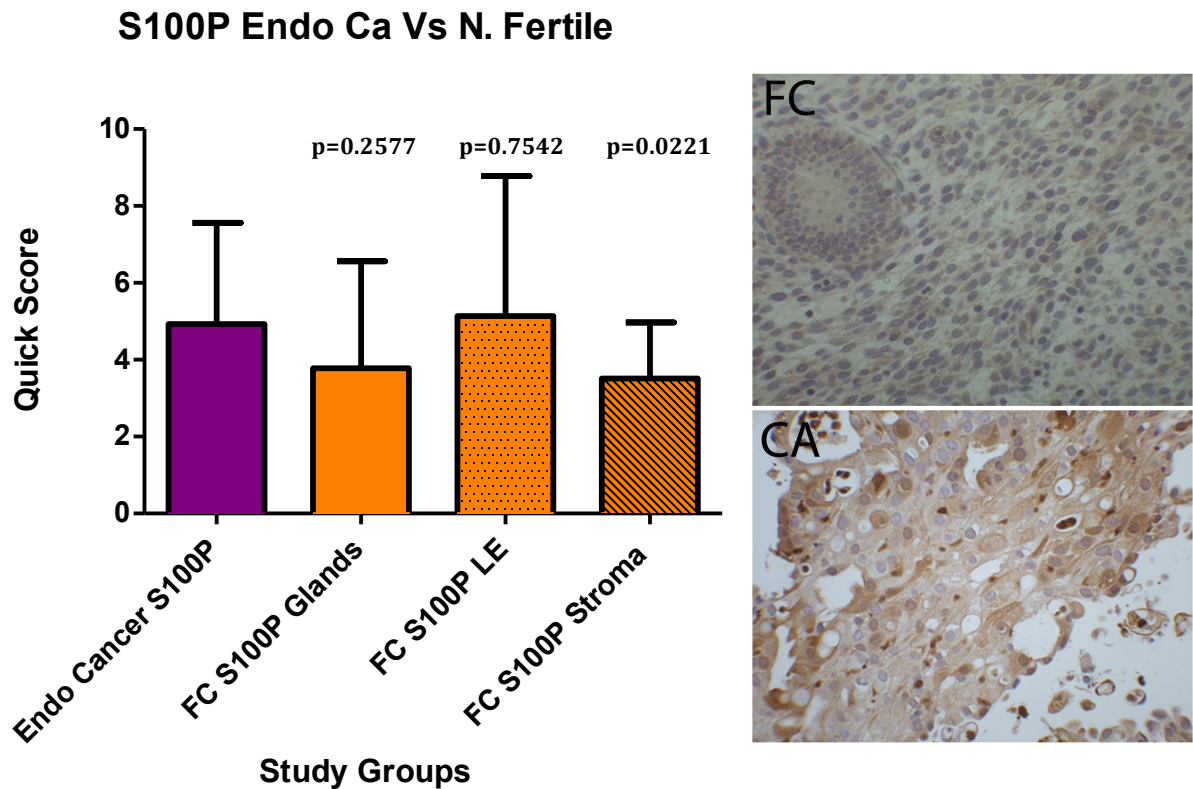 S100P Endo Ca Vs N. Fertile
Quick Score
10
8
6
4
2
0
p=0.2577
p=0.7542
p=0.0221
Endo Cancer S100P
FC S100P Glands
FC S100P LE
FC S100P Stroma
Study Groups
FC
CA